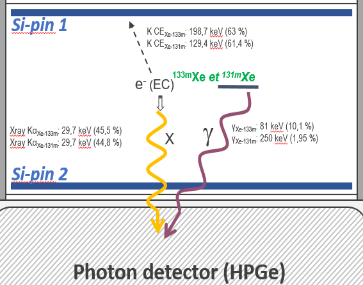 Si-pin 1
K CE Xe-133m: 198,7 keV (63 %)
K CE Xe-131m: 129,4 keV (61,4 %)
133mXe et 131mXe
e- (EC)
Xray Kα Xe-133m: 29,7 keV (45,5 %)
Xray Kα Xe-131m: 29,7 keV (44,8 %)
X
γ
γXe-133m: 81 keV (10,1 %)
γXe-131m: 250 keV (1,95 %)
Si-pin 2
Photon detector (HPGe)